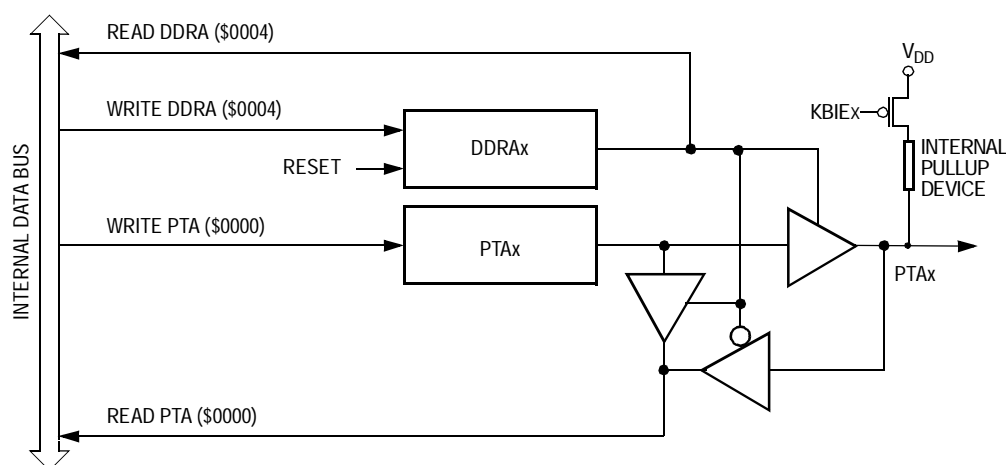 READ DDRA ($0004)
V_DD
WRITE DDRA ($0004)
KBIEx
DDRAx
INTERNAL
PULLUP
DEVICE
RESET
WRITE PTA ($0000)
PTAx
PTAx
INTERNAL DATA BUS
READ PTA ($0000)